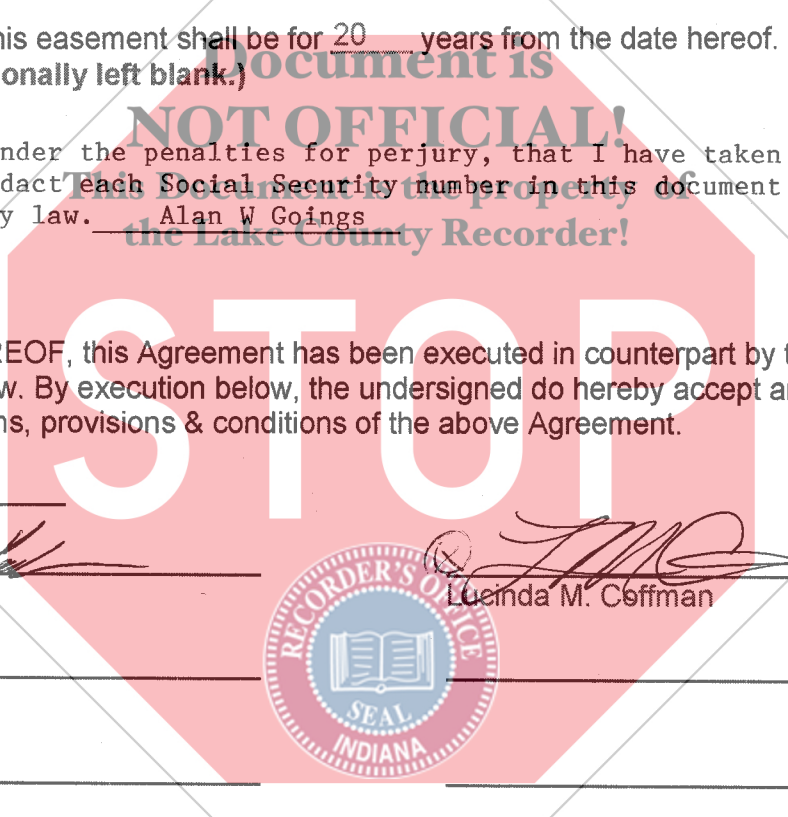 his easement shall be for 20 years from the date hereof.
onally left blank.)
Document is
NOT OFFICIAL!
This Document is the property of
the Lake County Recorder!
nder the penalties for perjury, that I have taken
dact each Social Security number in this document
y law. Alan W Goings
STOP
REOF, this Agreement has been executed in counterpart by t
w. By execution below, the undersigned do hereby accept a
ns, provisions & conditions of the above Agreement.
Lucinda M. Coffman
RECORDER'S OFFICE
SEAL
INDIANA